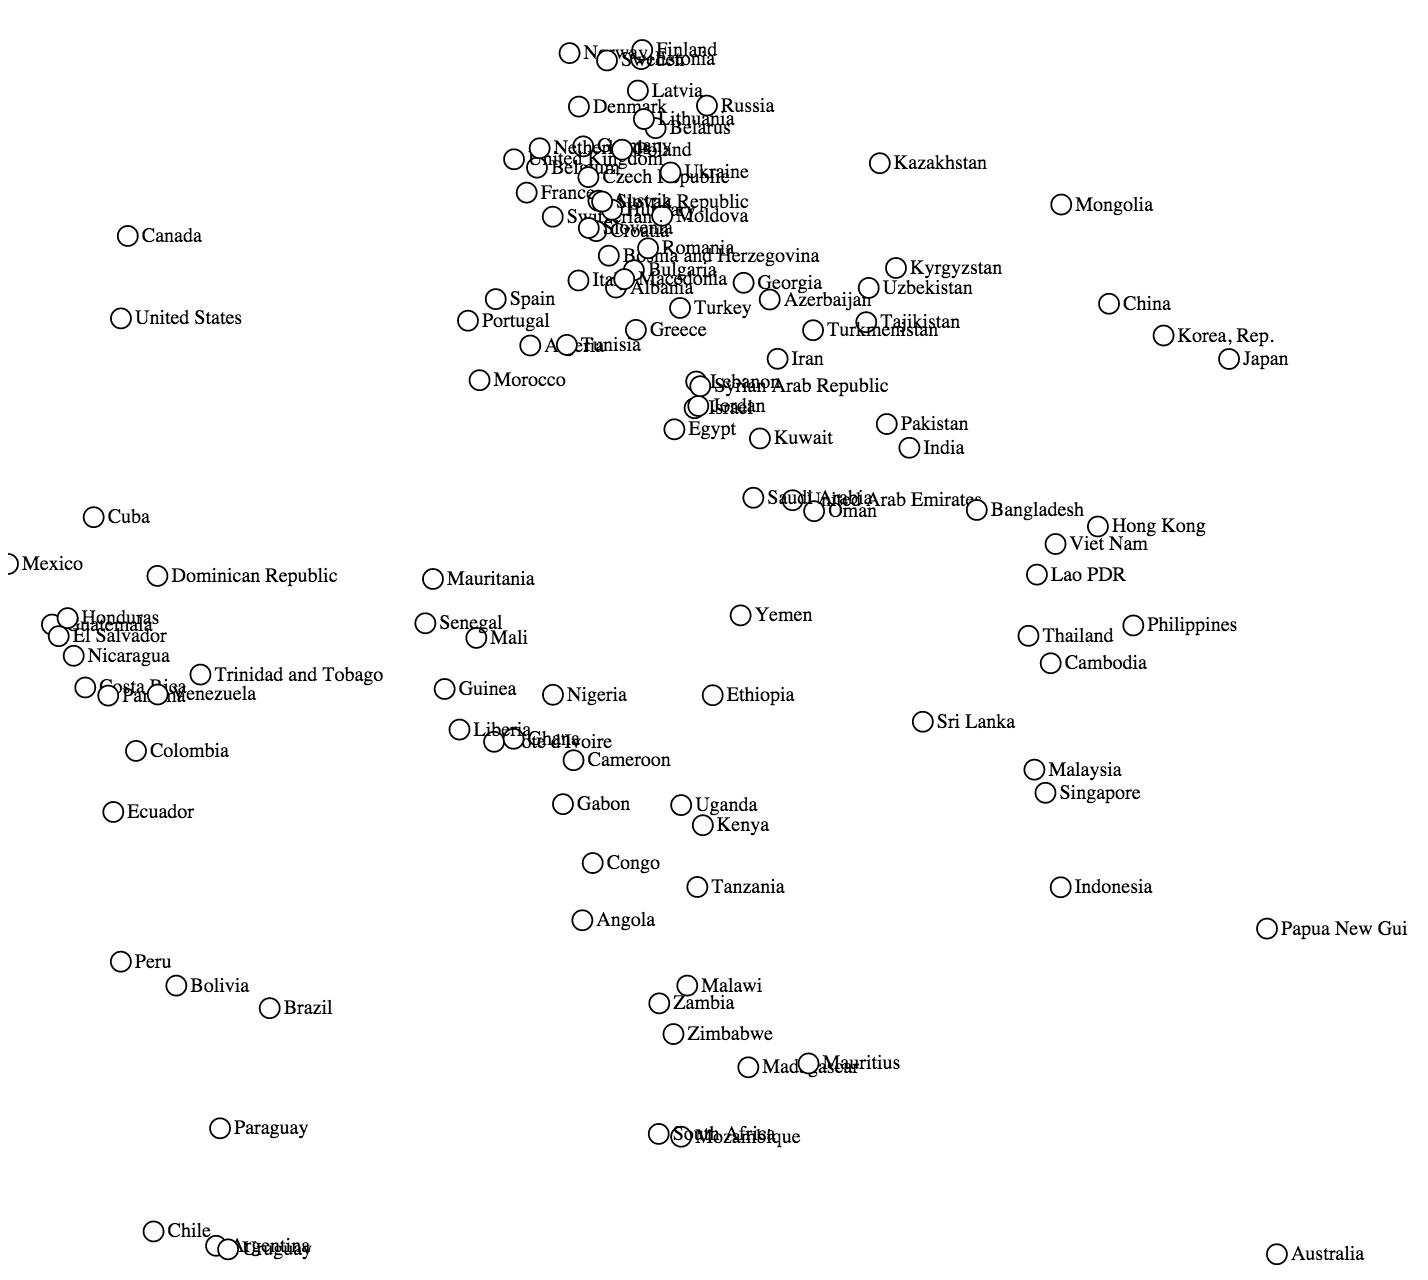 Norway
Finland
Sweden
Estonia
Latvia
Denmark
Russia
Lithuania
Belarus
Netherlands
Germany
Poland
United Kingdom
Belgium
Czech Republic
Ukraine
Kazakhstan
France
Austria
Slovak Republic
Hungary
Mongolia
Switzerland
Moldova
Slovenia
Croatia
Canada
Romania
Bosnia and Herzegovina
Bulgaria
Kyrgyzstan
Italy
Macedonia
Albania
Georgia
Uzbekistan
Spain
Azerbaijan
China
Turkey
United States
Portugal
Tajikistan
Greece
Turkmenistan
Korea, Rep.
Algeria
Tunisia
Iran
Japan
Morocco
Lebanon
Syrian Arab Republic
Jordan
Israel
Pakistan
Egypt
Kuwait
India
Saudi Arabia
United Arab Emirates
Oman
Bangladesh
Cuba
Hong Kong
Viet Nam
Mexico
Dominican Republic
Mauritania
Lao PDR
Honduras
Guatemala
El Salvador
Senegal
Mali
Yemen
Philippines
Thailand
Nicaragua
Cambodia
Trinidad and Tobago
Costa Rica
Panama
Venezuela
Guinea
Nigeria
Ethiopia
Sri Lanka
Liberia
Cote d'Ivoire
Ghana
Colombia
Cameroon
Malaysia
Singapore
Ecuador
Gabon
Uganda
Kenya
Congo
Tanzania
Indonesia
Angola
Papua New Gui
Peru
Bolivia
Malawi
Brazil
Zambia
Zimbabwe
Madagascar
Mauritius
Paraguay
South Africa
Mozambique
Chile
Argentina
Uruguay
Australia